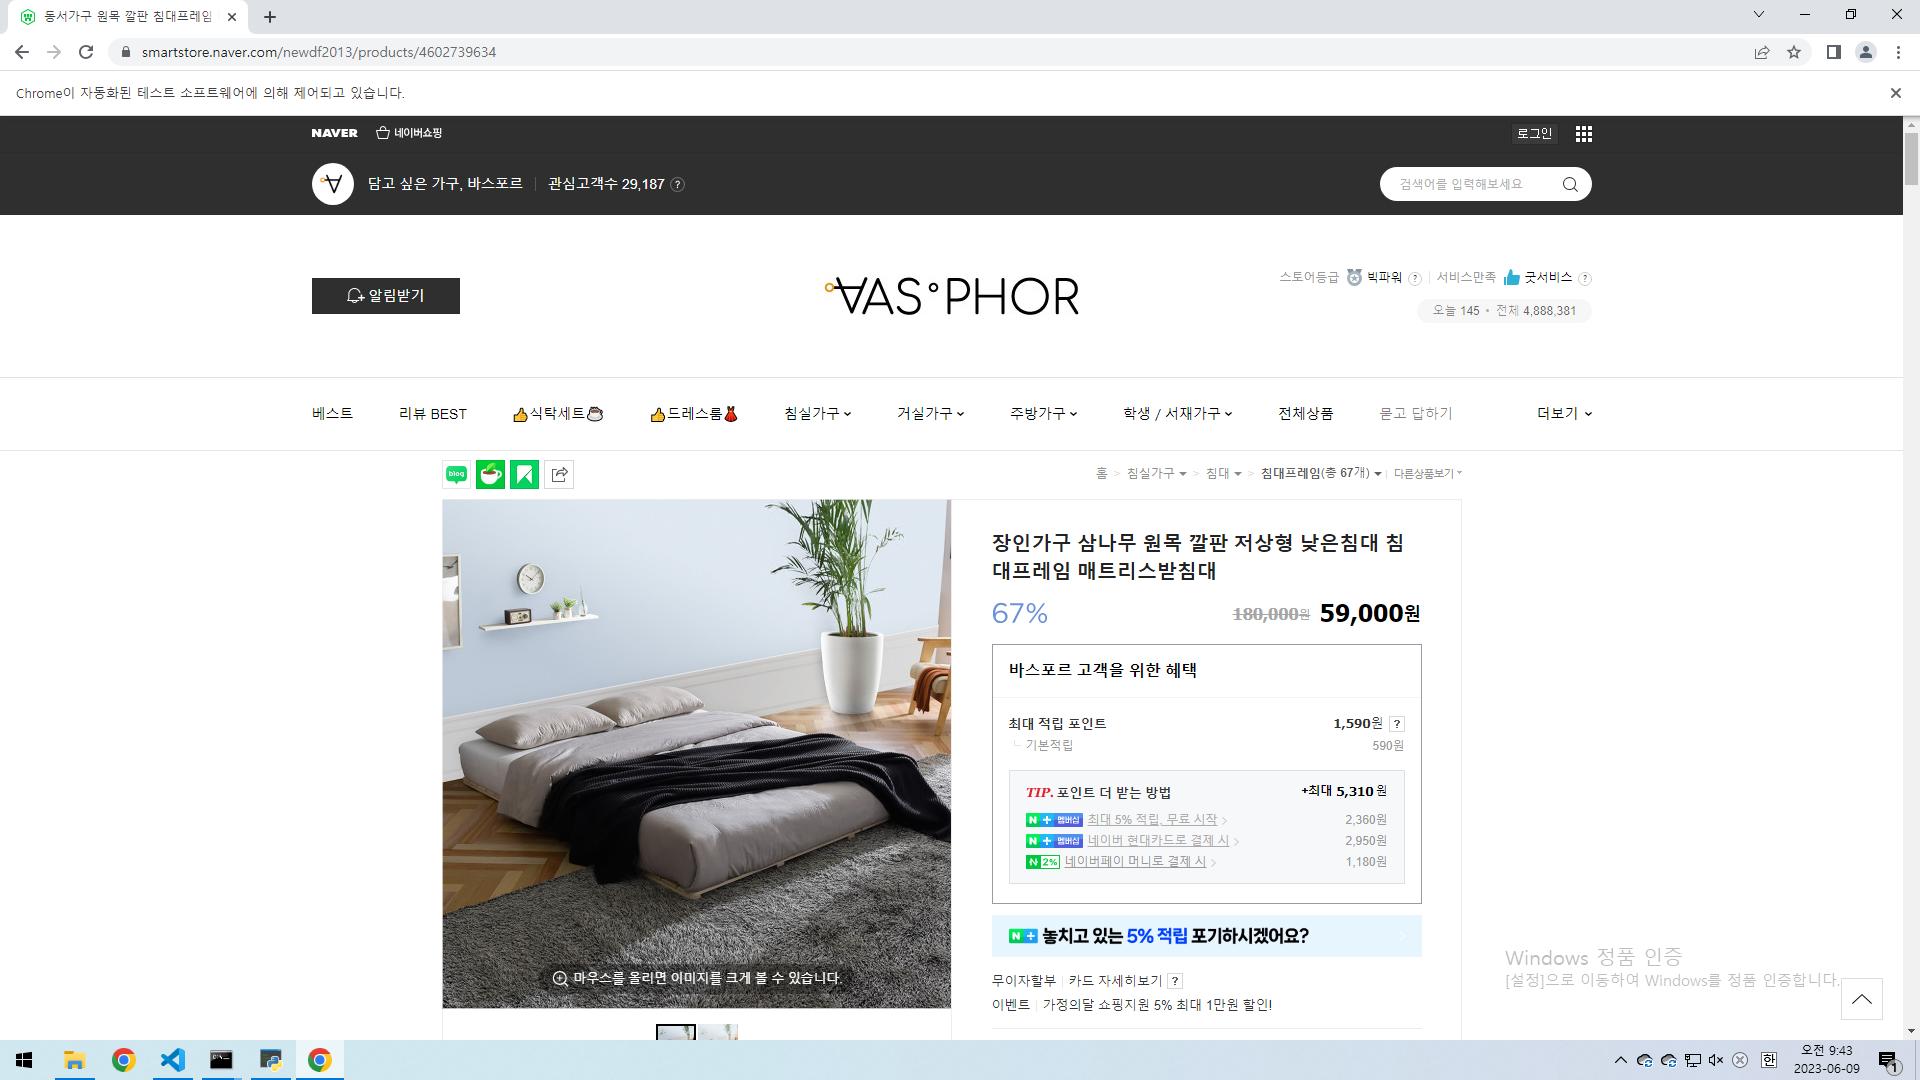 동서가구 원목 깔판 침대프레임
smartstore.naver.com/newdf2013/products/4602739634
Chrome이 자동화된 테스트 소프트웨어에 의해 제어되고 있습니다.
NAVER 네이버쇼핑 로그인
담고 싶은 가구, 바스포르 관심고객수 29,187 ?
검색어를 입력해보세요
알림받기
VAS°PHOR
스토어등급 빅파워 ? 서비스만족 굿서비스 ?
오늘 145 • 전체 4,888,381
베스트 리뷰 BEST 👍식탁세트☕ 👍드레스룸💃 침실가구 거실가구 주방가구 학생 / 서재가구 전체상품 묻고 답하기 더보기
blog
홈 > 침실가구 > 침대 > 침대프레임(총 67개) 다른상품보기
장인가구 삼나무 원목 깔판 저상형 낮은침대 침
대프레임 매트리스받침대
67% 180,000원 59,000원
바스포르 고객을 위한 혜택
최대 적립 포인트 1,590원 ?
기본적립 590원
TIP. 포인트 더 받는 방법 +최대 5,310 원
N + 멤버십 최대 5% 적립, 무료 시작 > 2,360원
N + 멤버십 네이버 현대카드로 결제 시 > 2,950원
N 2% 네이버페이 머니로 결제 시 > 1,180원
N + 놓치고 있는 5% 적립 포기하시겠어요?
마우스를 올리면 이미지를 크게 볼 수 있습니다.
무이자할부 카드 자세히보기 ?
이벤트 가정의달 쇼핑지원 5% 최대 1만원 할인!
Windows 정품 인증
[설정]으로 이동하여 Windows를 정품 인증합니다.
한
오전 9:43
2023-06-09
1